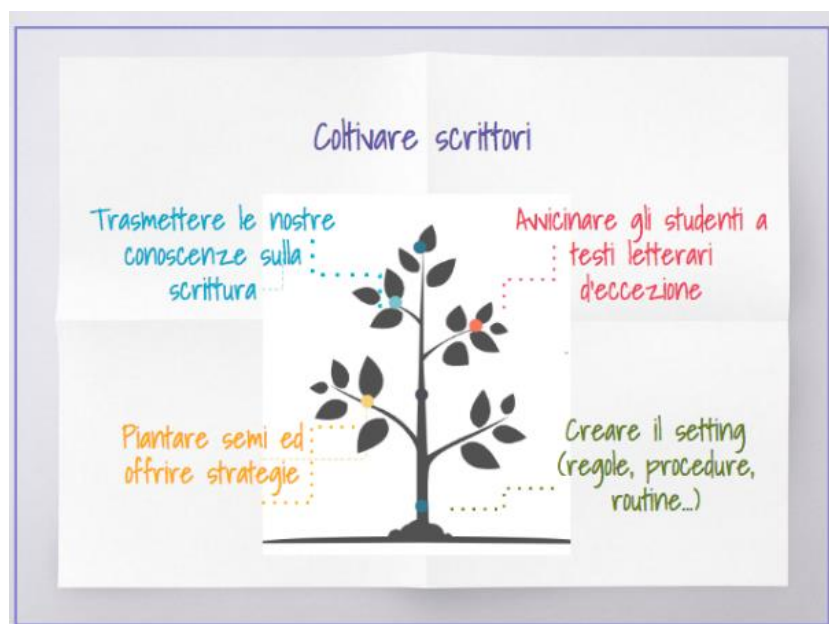 Coltivare scrittori
Trasmettere le nostre
conoscenze sulla
scrittura
Avvicinare gli studenti a
testi letterari
d'eccezione
Piantare semi ed
offrire strategie
Creare il setting
(regole, procedure,
routine...)